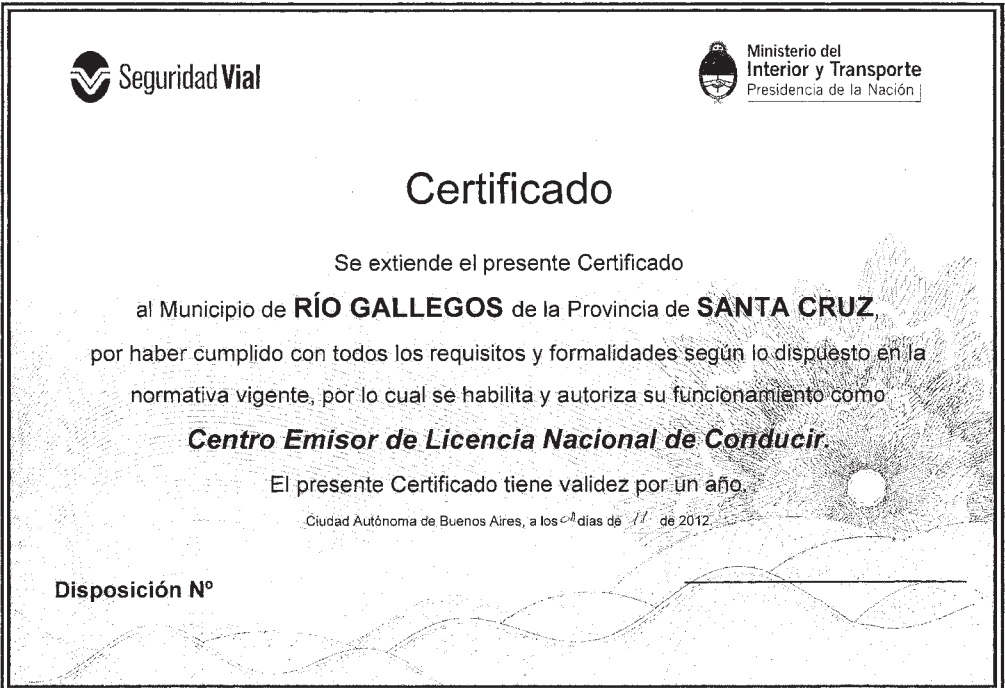 Seguridad Vial
Ministerio del
Interior y Transporte
Presidencia de la Nación
Certificado
Se extiende el presente Certificado
al Municipio de RÍO GALLEGOS de la Provincia de SANTA CRUZ,
por haber cumplido con todos los requisitos y formalidades según lo dispuesto en la
normativa vigente, por lo cual se habilita y autoriza su funcionamiento como
Centro Emisor de Licencia Nacional de Conducir.
El presente Certificado tiene validez por un año.
Ciudad Autónoma de Buenos Aires, a los días de 11 de 2012.
Disposición Nº